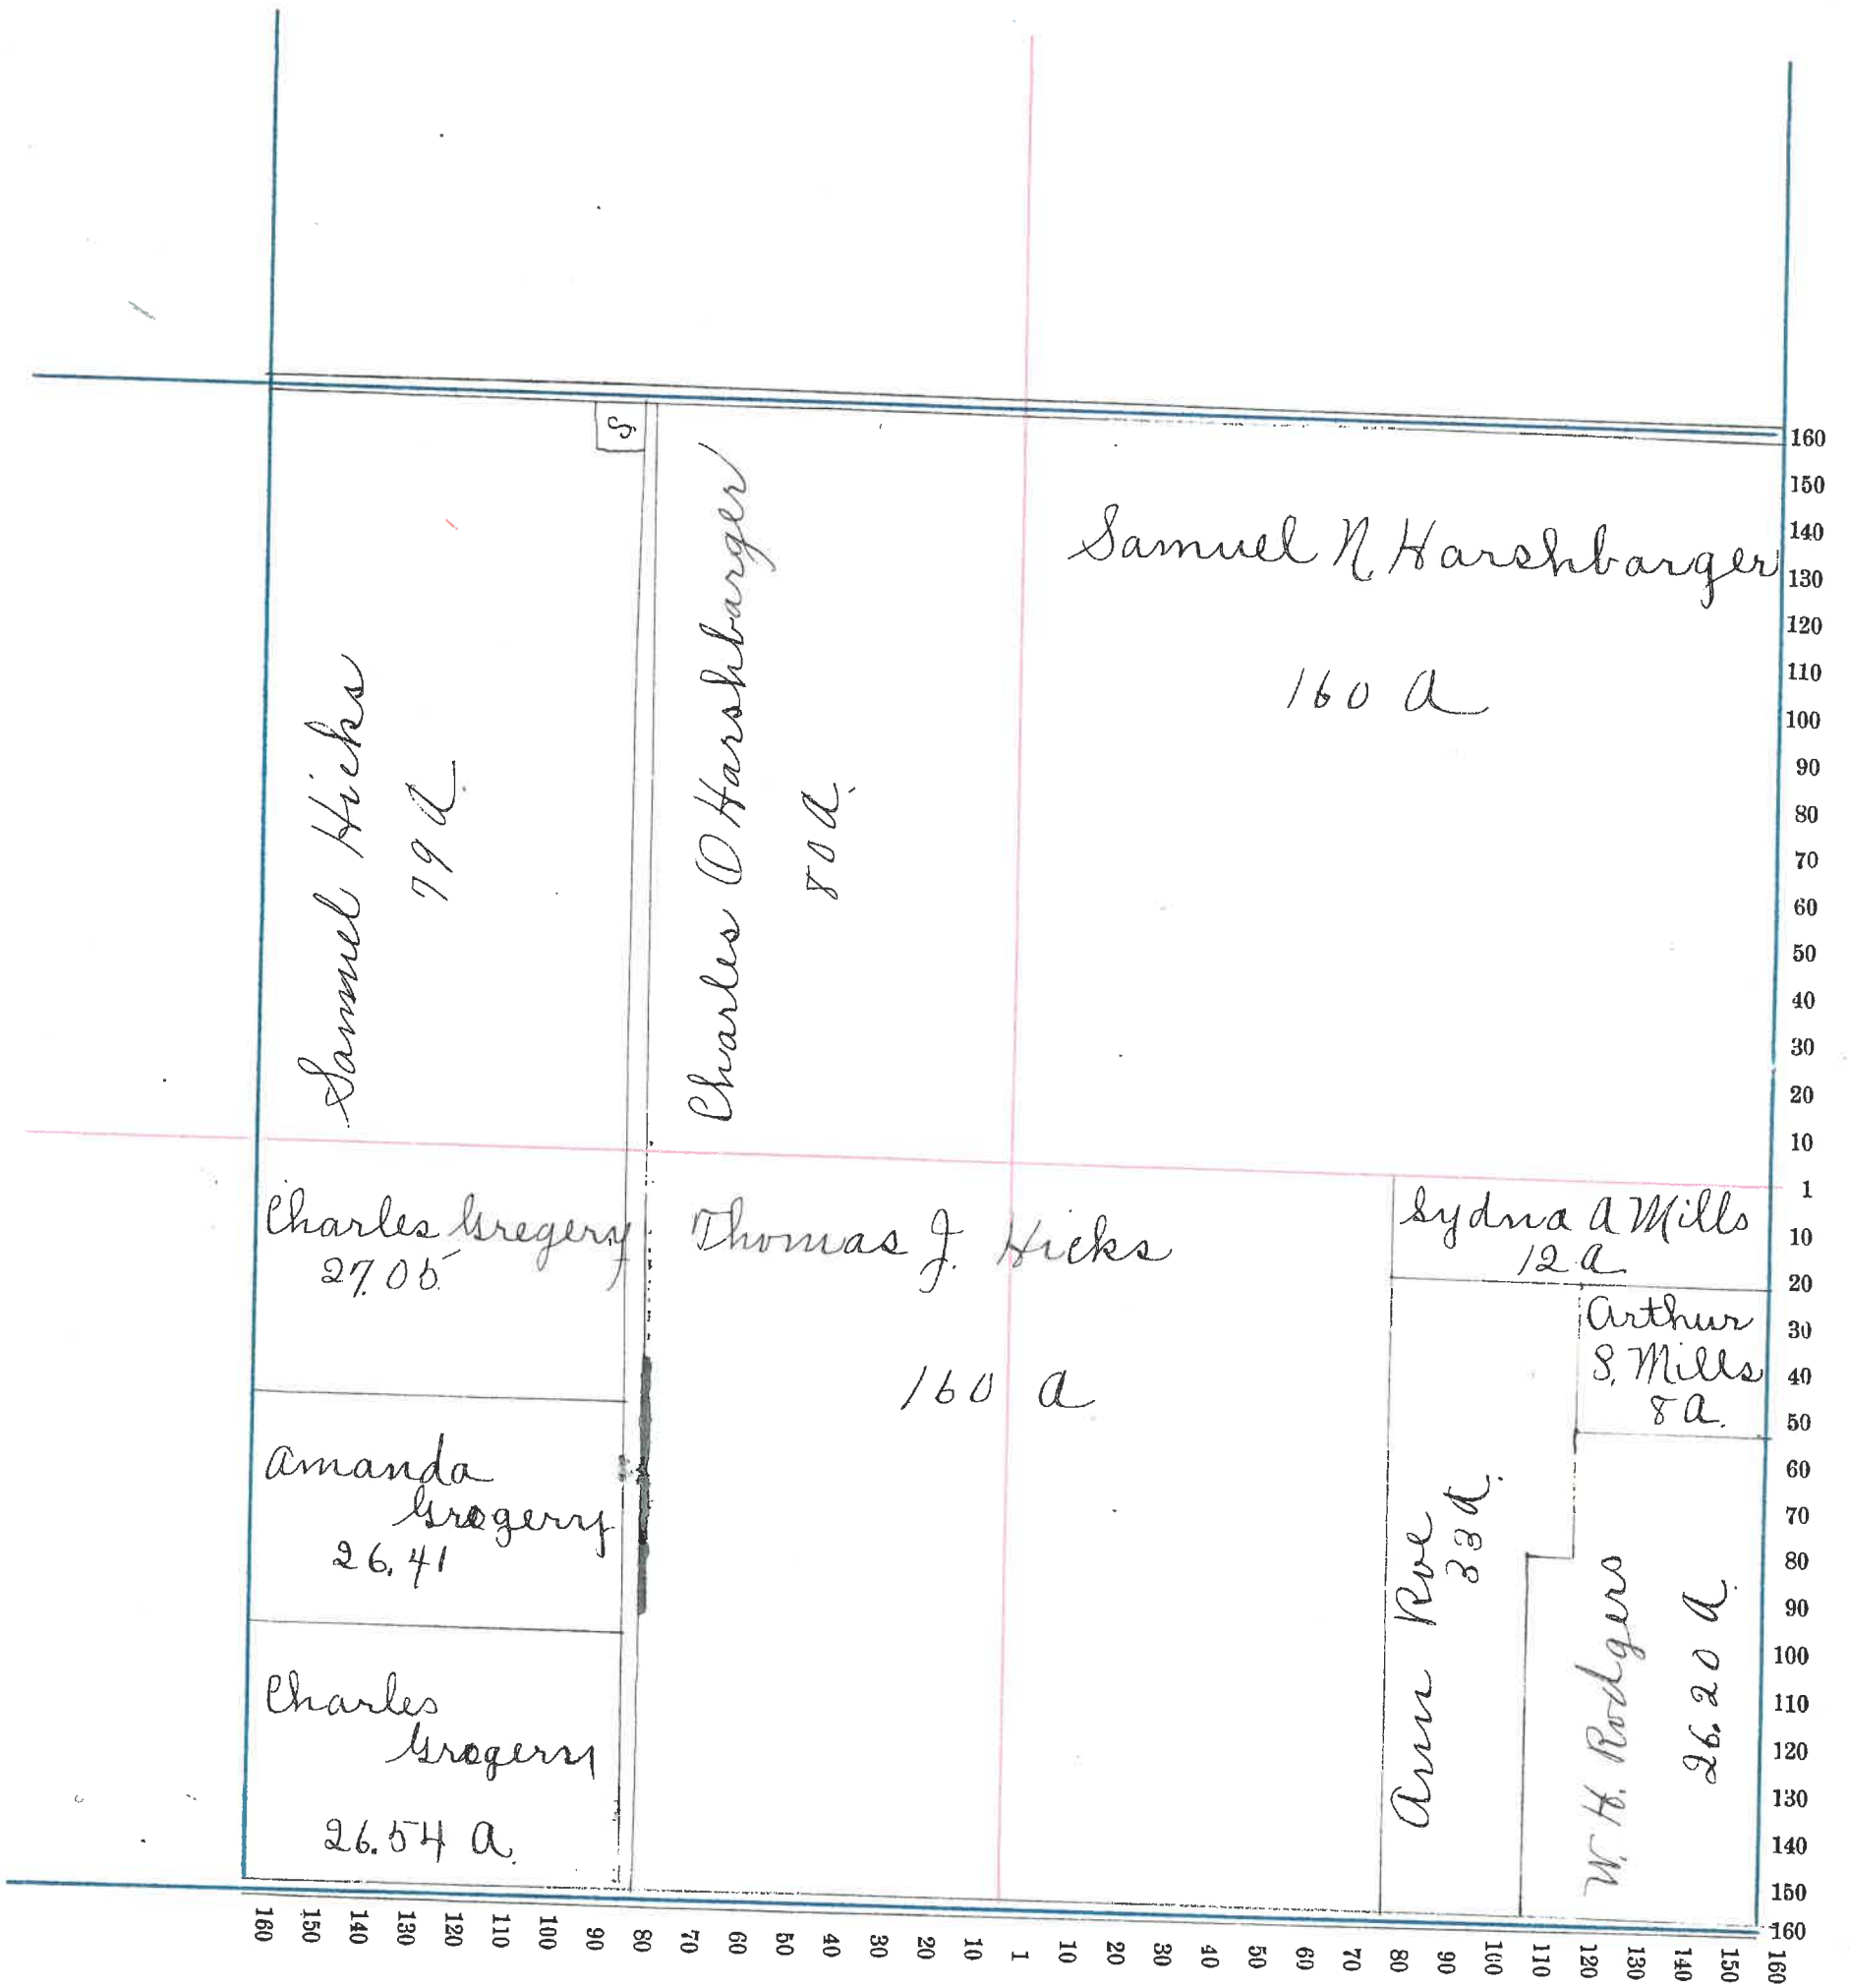 S
Samuel Hicks
79 a.
Charles O Harshbarger
80 a.
Samuel N. Harshbarger
160 a
Charles Gregery
27.05
Amanda
Gregery
26.41
Charles
Gregery
26.54 a.
Thomas J. Hicks
160 a
Sydna a Mills
12 a
Arthur
S. Mills
8 a.
Ann Roe
33 a.
W. H. Rodgers
26.20 a.
160
150
140
130
120
110
100
90
80
70
60
50
40
30
20
10
1
10
20
30
40
50
60
70
80
90
100
110
120
130
140
150
160
160 150 140 130 120 110 100 90 80 70 60 50 40 30 20 10 1 10 20 30 40 50 60 70 80 90 100 110 120 130 140 150 160